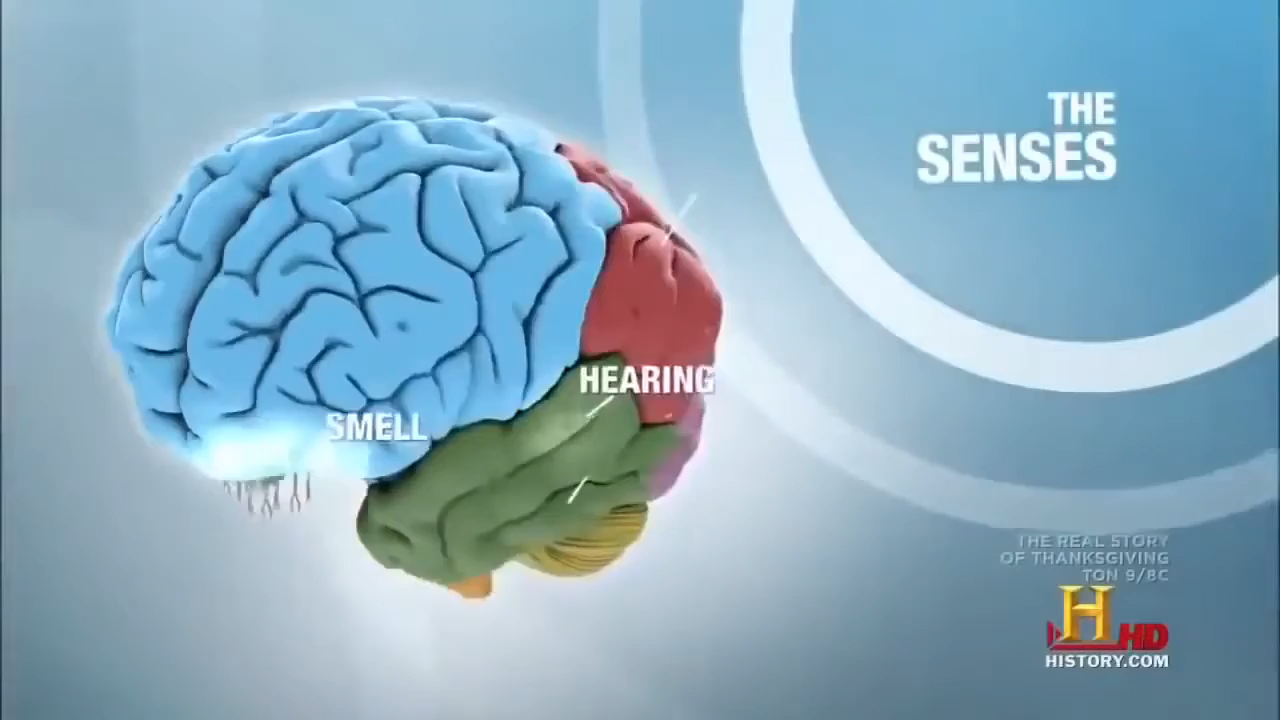 THE
SENSES
HEARING
SMELL
THE REAL STORY
OF THANKSGIVING
TON 9/8C
H HD
HISTORY.COM